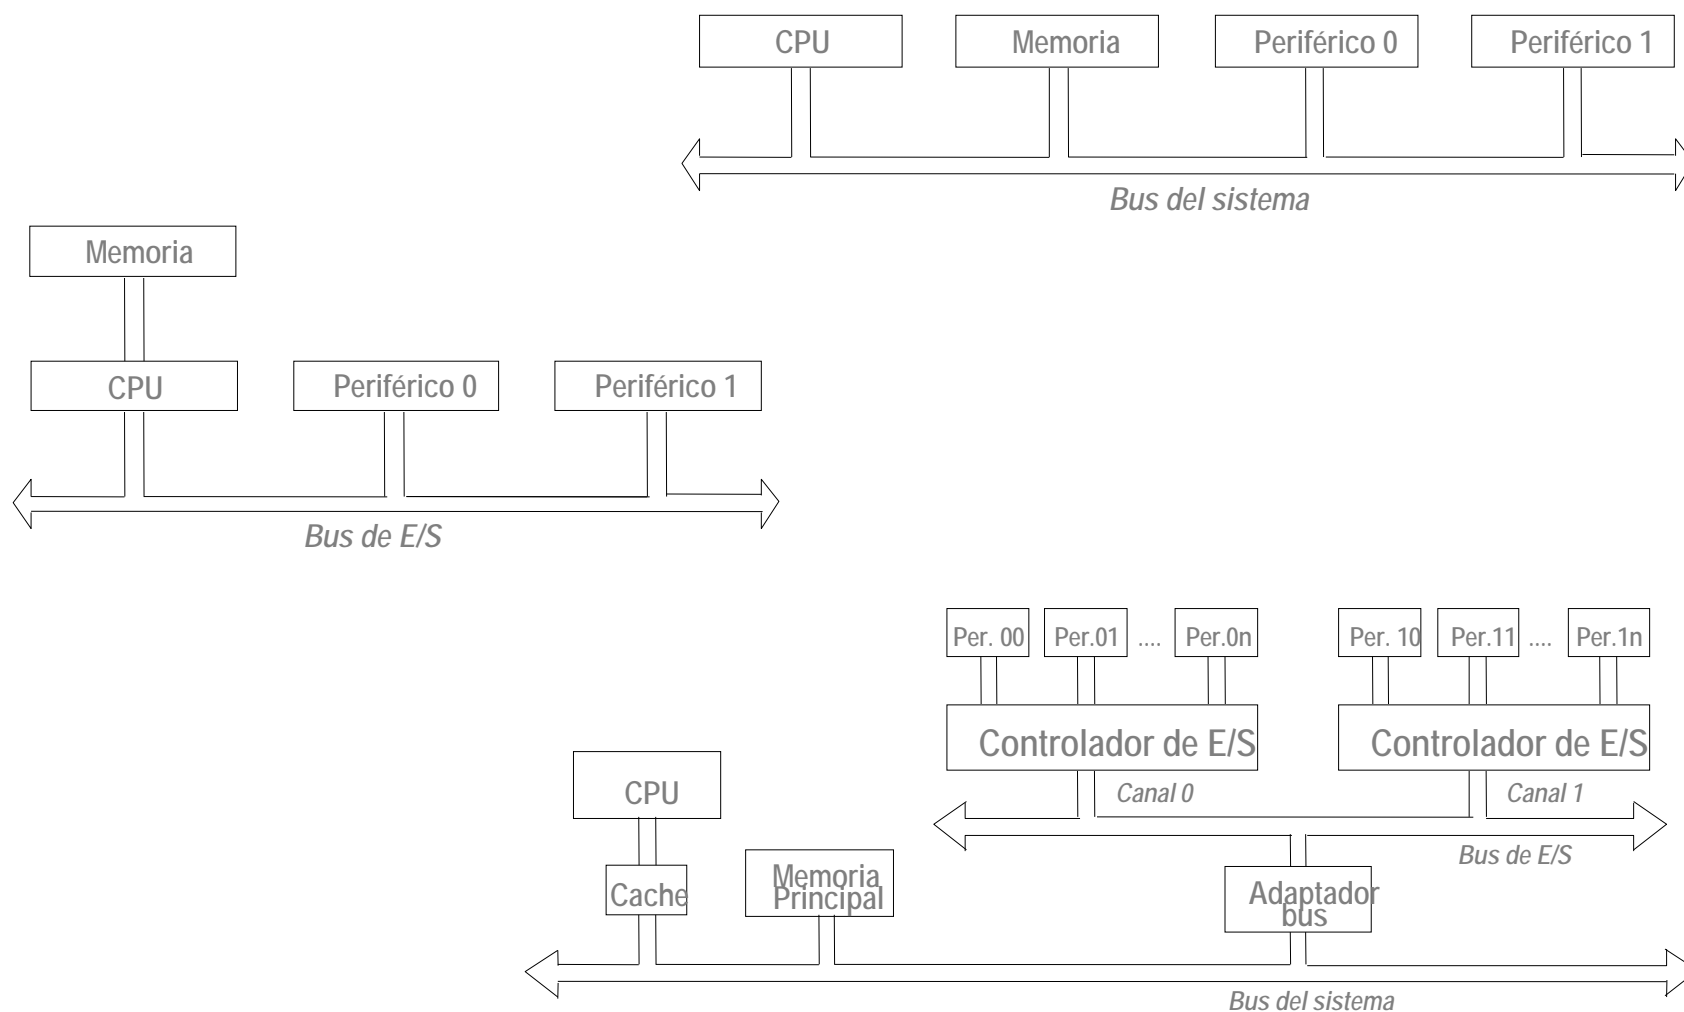 CPU Memoria Periférico 0 Periférico 1
Bus del sistema
Memoria
CPU Periférico 0 Periférico 1
Bus de E/S
Per. 00 Per.01 .... Per.0n Per. 10 Per.11 .... Per.1n
Controlador de E/S Controlador de E/S
Canal 0 Canal 1
CPU
Bus de E/S
Cache
Memoria
Principal
Adaptador
bus
Bus del sistema